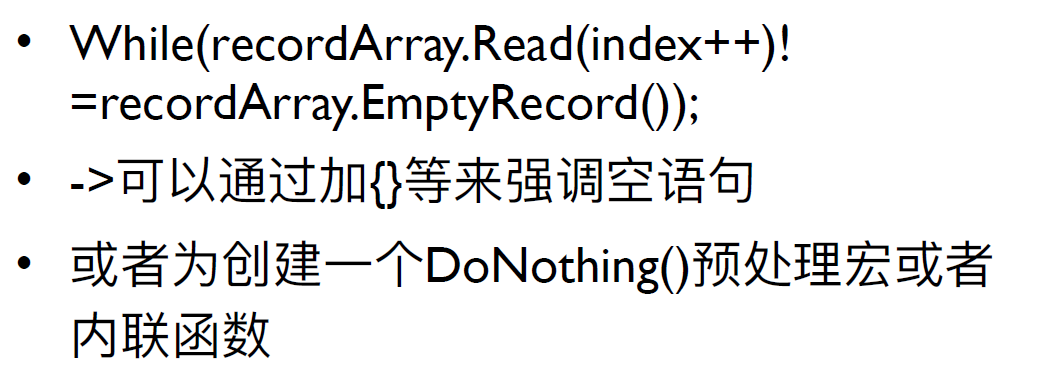 • While(recordArray.Read(index++)!
=recordArray.EmptyRecord());
• ->可以通过加{}等来强调空语句
• 或者为创建一个DoNothing()预处理宏或者
内联函数